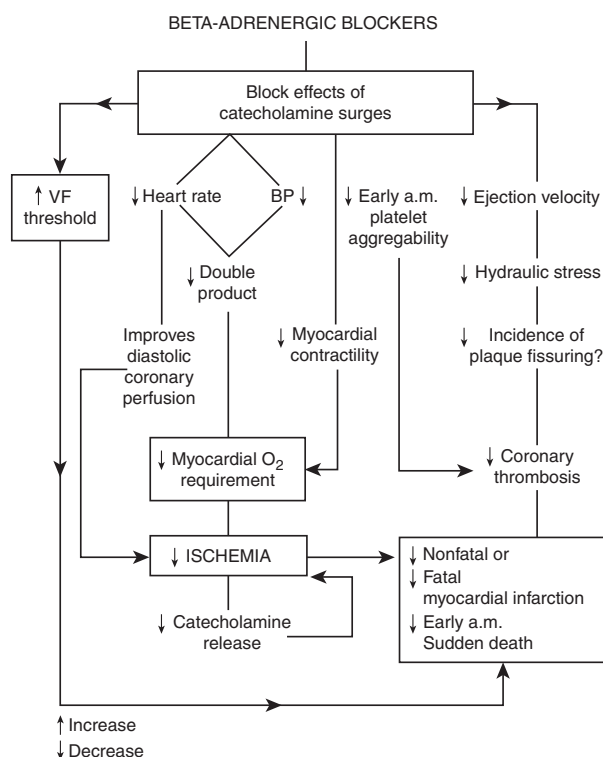 BETA-ADRENERGIC BLOCKERS
Block effects of
catecholamine surges
↑ VF
threshold
↓ Heart rate
BP ↓
↓ Early a.m.
platelet
aggregability
↓ Ejection velocity
↓ Double
product
↓ Hydraulic stress
Improves
diastolic
coronary
perfusion
↓ Myocardial
contractility
↓ Incidence of
plaque fissuring?
↓ Myocardial O₂
requirement
↓ Coronary
thrombosis
↓ ISCHEMIA
↓ Nonfatal or
↓ Fatal
myocardial infarction
↓ Early a.m.
Sudden death
↓ Catecholamine
release
↑ Increase
↓ Decrease